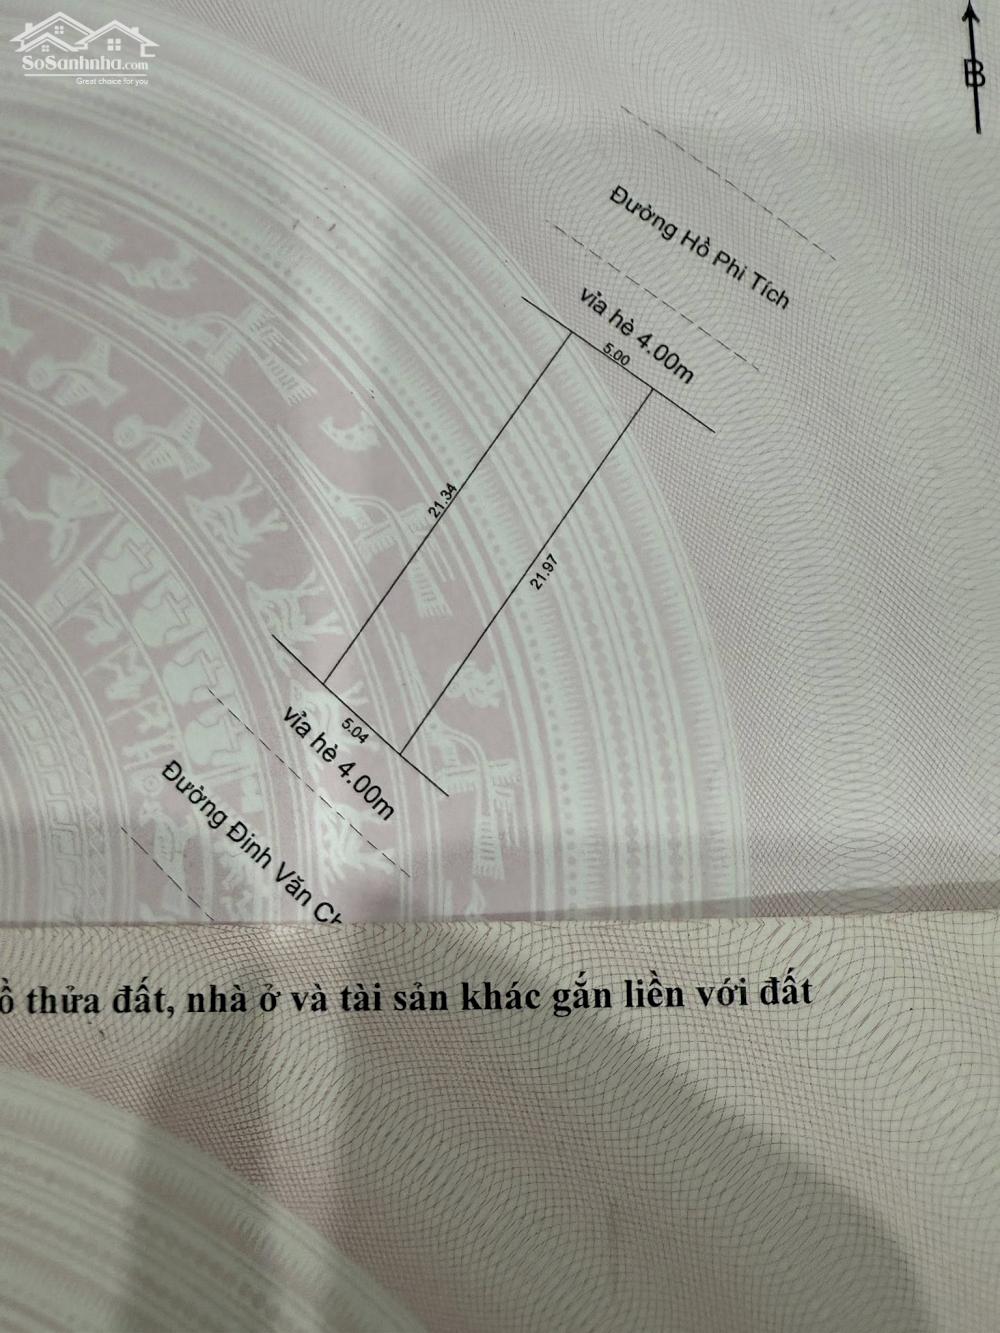 SoSanhnha.com
Great choice for you
B
Đường Hồ Phi Tích
vỉa hè 4.00m
5.00
21.34
21.97
5.04
vỉa hè 4.00m
Đường Đinh Văn
thửa đất, nhà ở và tài sản khác gắn liền với đất